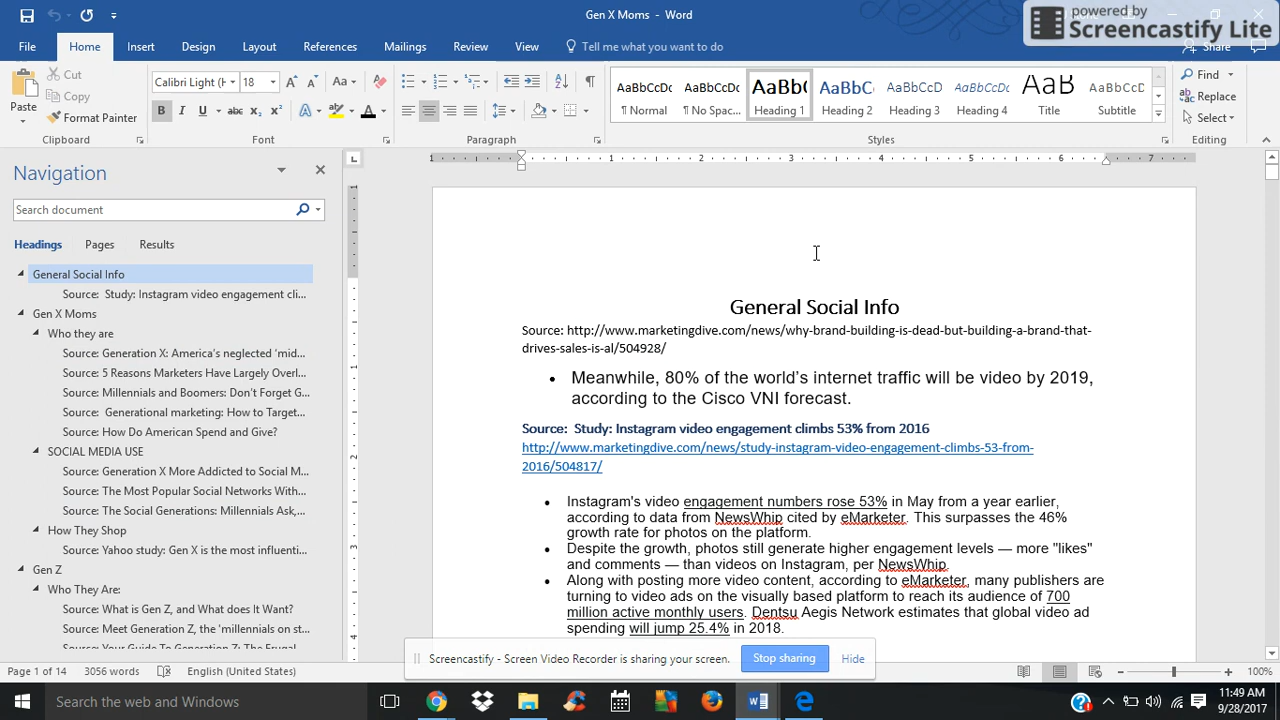 Gen X Moms - Word
powered by
Screencastify Lite
File Home Insert Design Layout References Mailings Review View Tell me what you want to do Share
Paste
Cut
Copy
Format Painter
Clipboard
Calibri Light (H 18
Aa
B I U abc x₂ x² A A
Font
Paragraph
AaBbCcDc AaBbCcDc AaBb( AaBbC AaBbCcD AaBbCcD AaB AaBbCcD
¶ Normal ¶ No Spac... Heading 1 Heading 2 Heading 3 Heading 4 Title Subtitle
Styles
Find
Replace
Select
Editing
Navigation
Search document
Headings Pages Results
General Social Info
Source: Study: Instagram video engagement cli...
Gen X Moms
Who they are
Source: Generation X: America's neglected 'mid...
Source: 5 Reasons Marketers Have Largely Overl...
Source: Millennials and Boomers: Don't Forget G...
Source: Generational marketing: How to Target...
Source: How Do American Spend and Give?
SOCIAL MEDIA USE
Source: Generation X More Addicted to Social M...
Source: The Most Popular Social Networks With...
Source: The Social Generations: Millennials Ask,...
How They Shop
Source: Yahoo study: Gen X is the most influenti...
Gen Z
Who They Are:
Source: What is Gen Z, and What does It Want?
Source: Meet Generation Z, the 'millennials on st...
Source: Your Guide To Generation Z: The Frugal...
1 1 2 3 4 5 6 7
1 1 2 3 4
General Social Info
Source: http://www.marketingdive.com/news/why-brand-building-is-dead-but-building-a-brand-that-
drives-sales-is-al/504928/
• Meanwhile, 80% of the world's internet traffic will be video by 2019,
according to the Cisco VNI forecast.
Source: Study: Instagram video engagement climbs 53% from 2016
http://www.marketingdive.com/news/study-instagram-video-engagement-climbs-53-from-
2016/504817/
• Instagram's video engagement numbers rose 53% in May from a year earlier,
according to data from NewsWhip cited by eMarketer. This surpasses the 46%
growth rate for photos on the platform.
• Despite the growth, photos still generate higher engagement levels — more "likes"
and comments — than videos on Instagram, per NewsWhip.
• Along with posting more video content, according to eMarketer, many publishers are
turning to video ads on the visually based platform to reach its audience of 700
million active monthly users. Dentsu Aegis Network estimates that global video ad
spending will jump 25.4% in 2018.
Screencastify - Screen Video Recorder is sharing your screen. Stop sharing Hide
Page 1 of 14 3056 words English (United States) 100%
Search the web and Windows
11:49 AM
9/28/2017